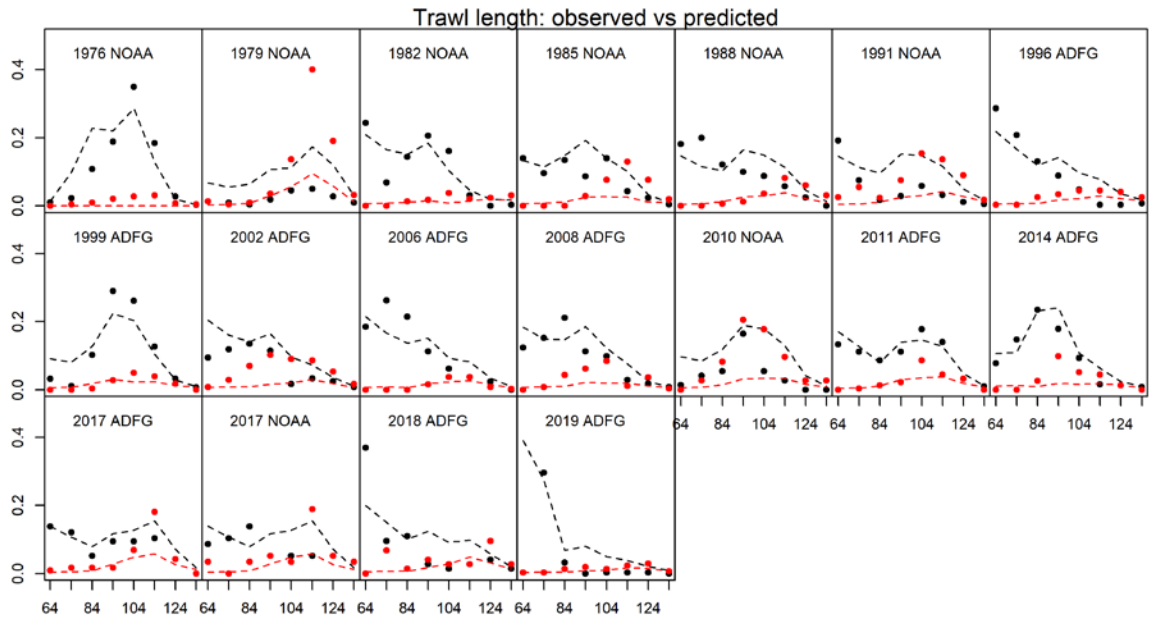 Trawl length: observed vs predicted
1976 NOAA 1979 NOAA 1982 NOAA 1985 NOAA 1988 NOAA 1991 NOAA 1996 ADFG
0.4
0.2
0.0
1999 ADFG 2002 ADFG 2006 ADFG 2008 ADFG 2010 NOAA 2011 ADFG 2014 ADFG
0.4
0.2
0.0
64 84 104 124 64 84 104 124 64 84 104 124
2017 ADFG 2017 NOAA 2018 ADFG 2019 ADFG
0.4
0.2
0.0
64 84 104 124 64 84 104 124 64 84 104 124 64 84 104 124